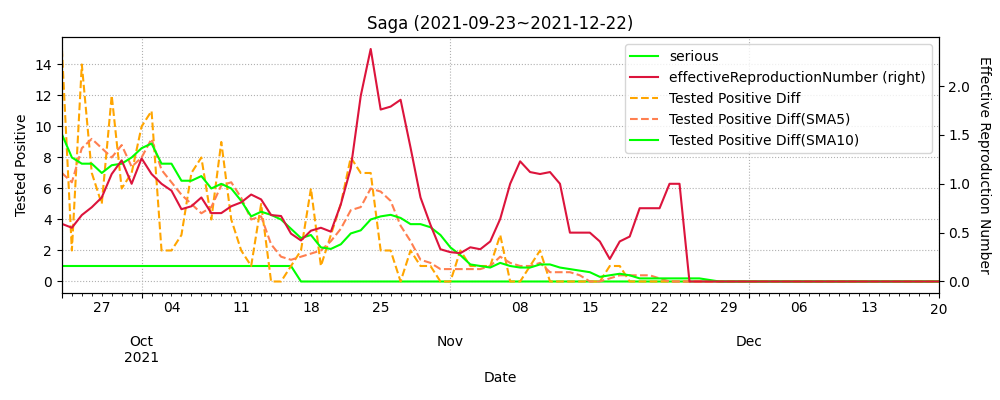 Saga (2021-09-23~2021-12-22)
serious
effectiveReproductionNumber (right)
Tested Positive Diff
Tested Positive Diff(SMA5)
Tested Positive Diff(SMA10)
Tested Positive
14
12
10
8
6
4
2
0
2.0
1.5
1.0
0.5
0.0
Effective Reproduction Number
27 04 11 18 25 08 15 22 29 06 13 20
Oct Nov Dec
2021
Date